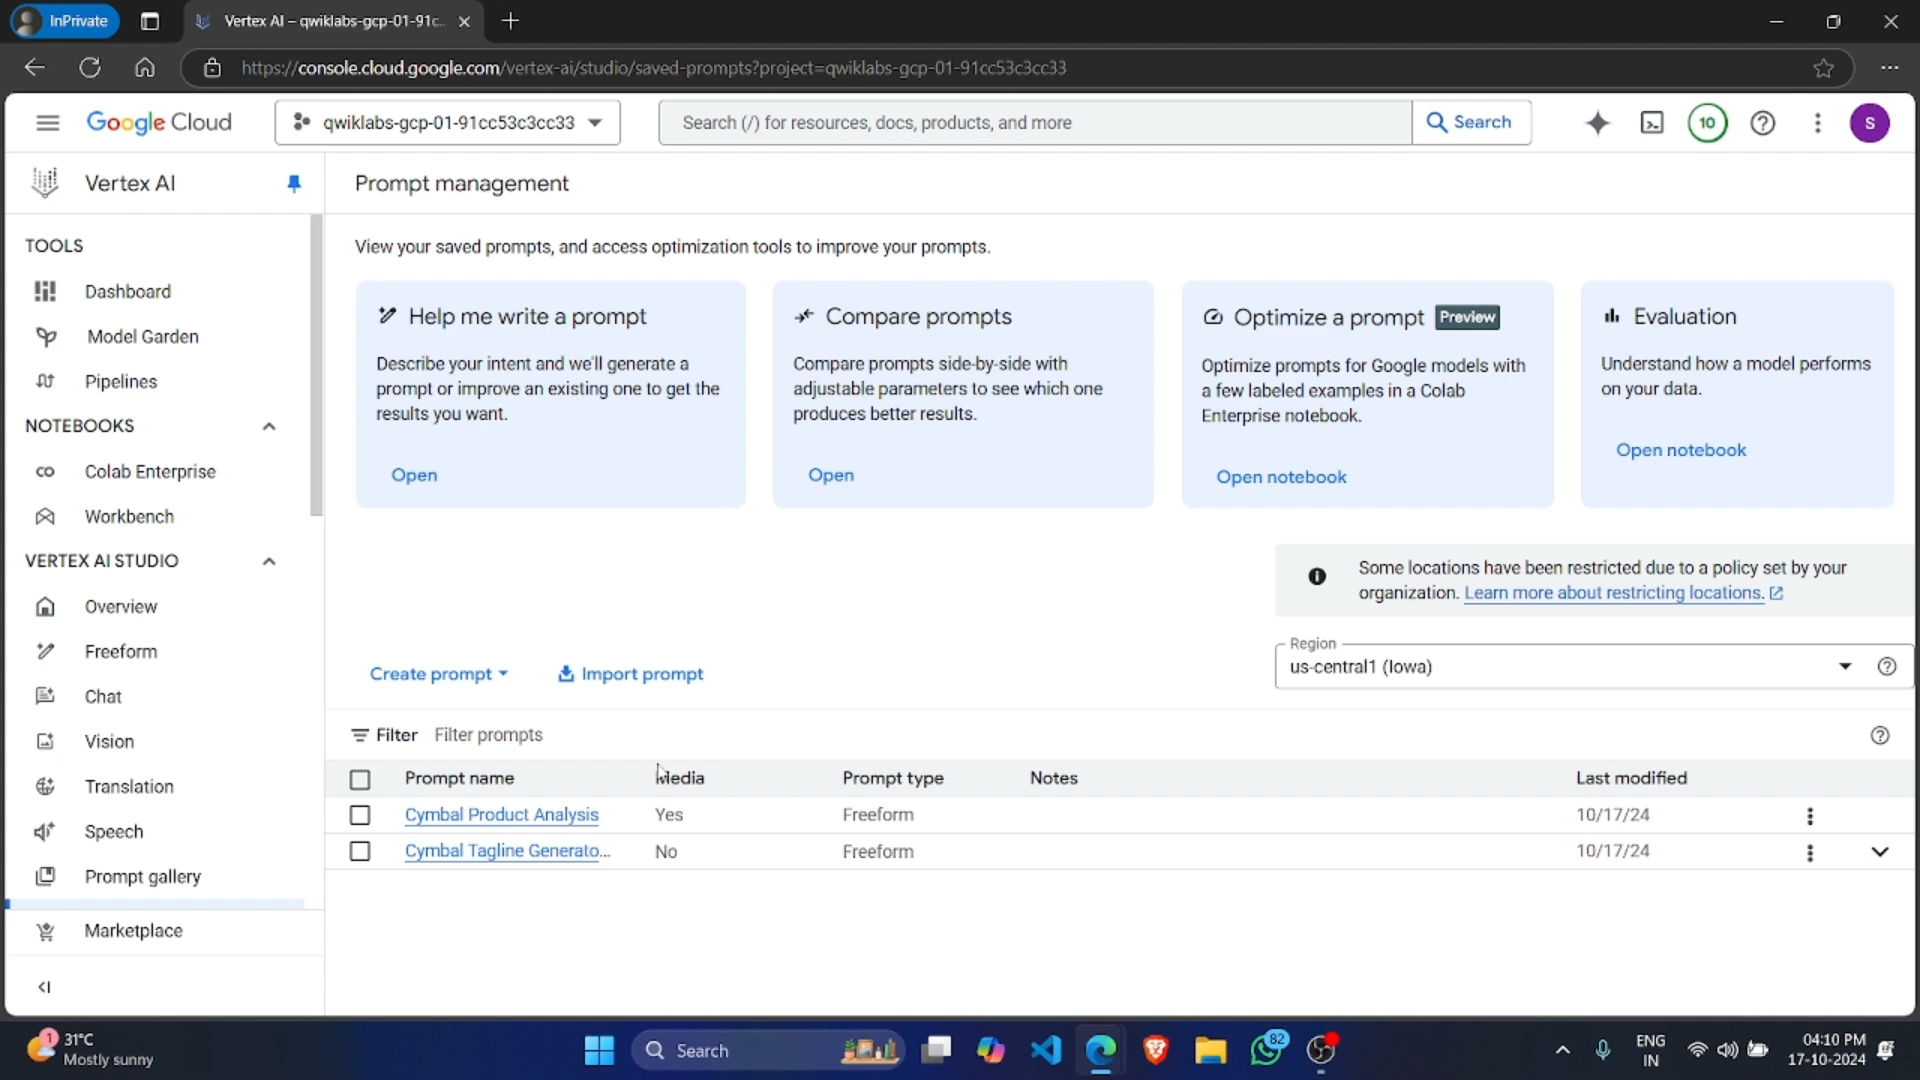 InPrivate
Vertex AI – qwiklabs-gcp-01-91c...
https://console.cloud.google.com/vertex-ai/studio/saved-prompts?project=qwiklabs-gcp-01-91cc53c3cc33
Google Cloud
qwiklabs-gcp-01-91cc53c3cc33
Search (/) for resources, docs, products, and more
Search
10
S
Vertex AI
Prompt management
TOOLS
Dashboard
Model Garden
Pipelines
NOTEBOOKS
Colab Enterprise
Workbench
VERTEX AI STUDIO
Overview
Freeform
Chat
Vision
Translation
Speech
Prompt gallery
Marketplace
View your saved prompts, and access optimization tools to improve your prompts.
Help me write a prompt
Describe your intent and we'll generate a
prompt or improve an existing one to get the
results you want.
Open
Compare prompts
Compare prompts side-by-side with
adjustable parameters to see which one
produces better results.
Open
Optimize a prompt Preview
Optimize prompts for Google models with
a few labeled examples in a Colab
Enterprise notebook.
Open notebook
Evaluation
Understand how a model performs
on your data.
Open notebook
Some locations have been restricted due to a policy set by your
organization. Learn more about restricting locations.
Create prompt
Import prompt
Region
us-central1 (Iowa)
Filter Filter prompts
Prompt name Media Prompt type Notes Last modified
Cymbal Product Analysis Yes Freeform 10/17/24
Cymbal Tagline Generato... No Freeform 10/17/24
1
31°C
Mostly sunny
Search
82
ENG
IN
04:10 PM
17-10-2024